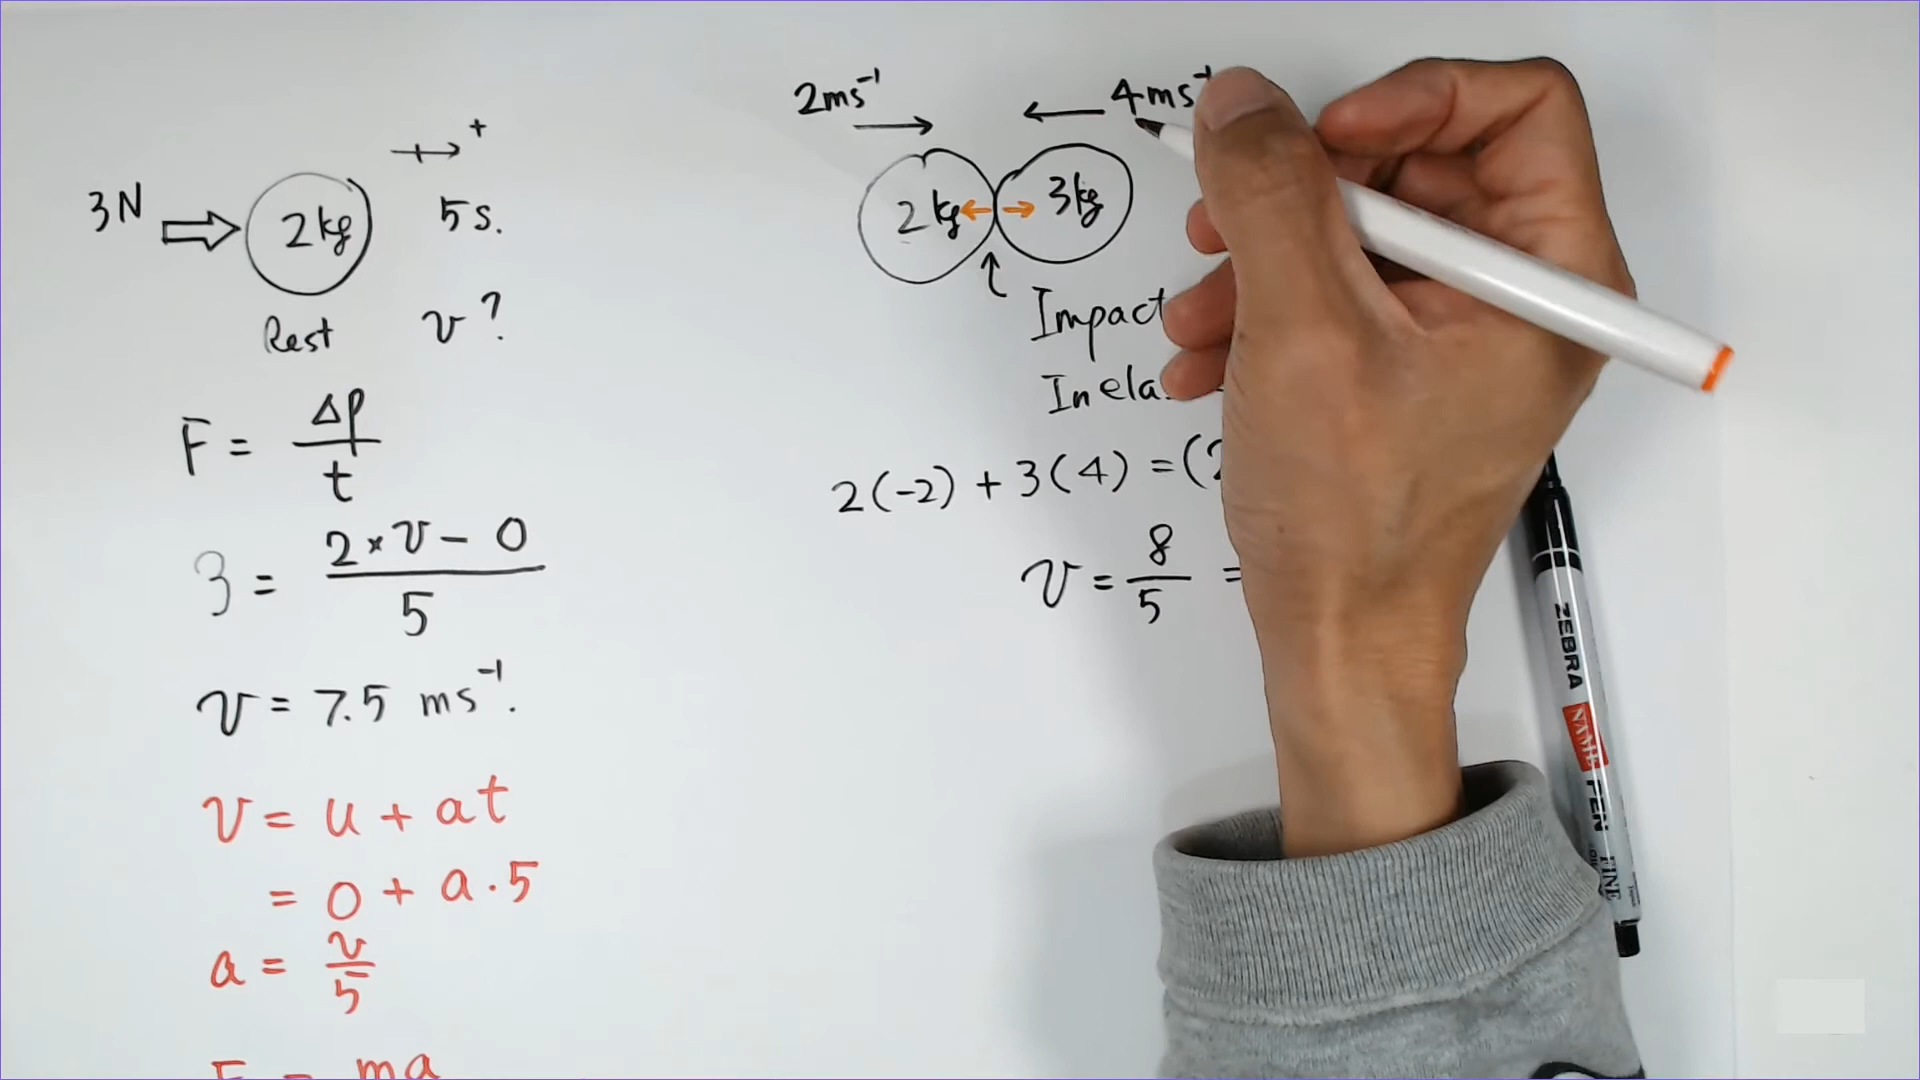 3N
2kg
+
5s.
Rest
v?
F = Δp/t
3 = (2×v - 0)/5
v = 7.5 ms⁻¹.
v = u + at
= 0 + a.5
a = v/5
F = ma
2ms⁻¹
4ms⁻¹
2kg
3kg
Impact
2(-2) + 3(4) = (2
v = 8/5 =
ZEBRA
NAME
PEN
FINE